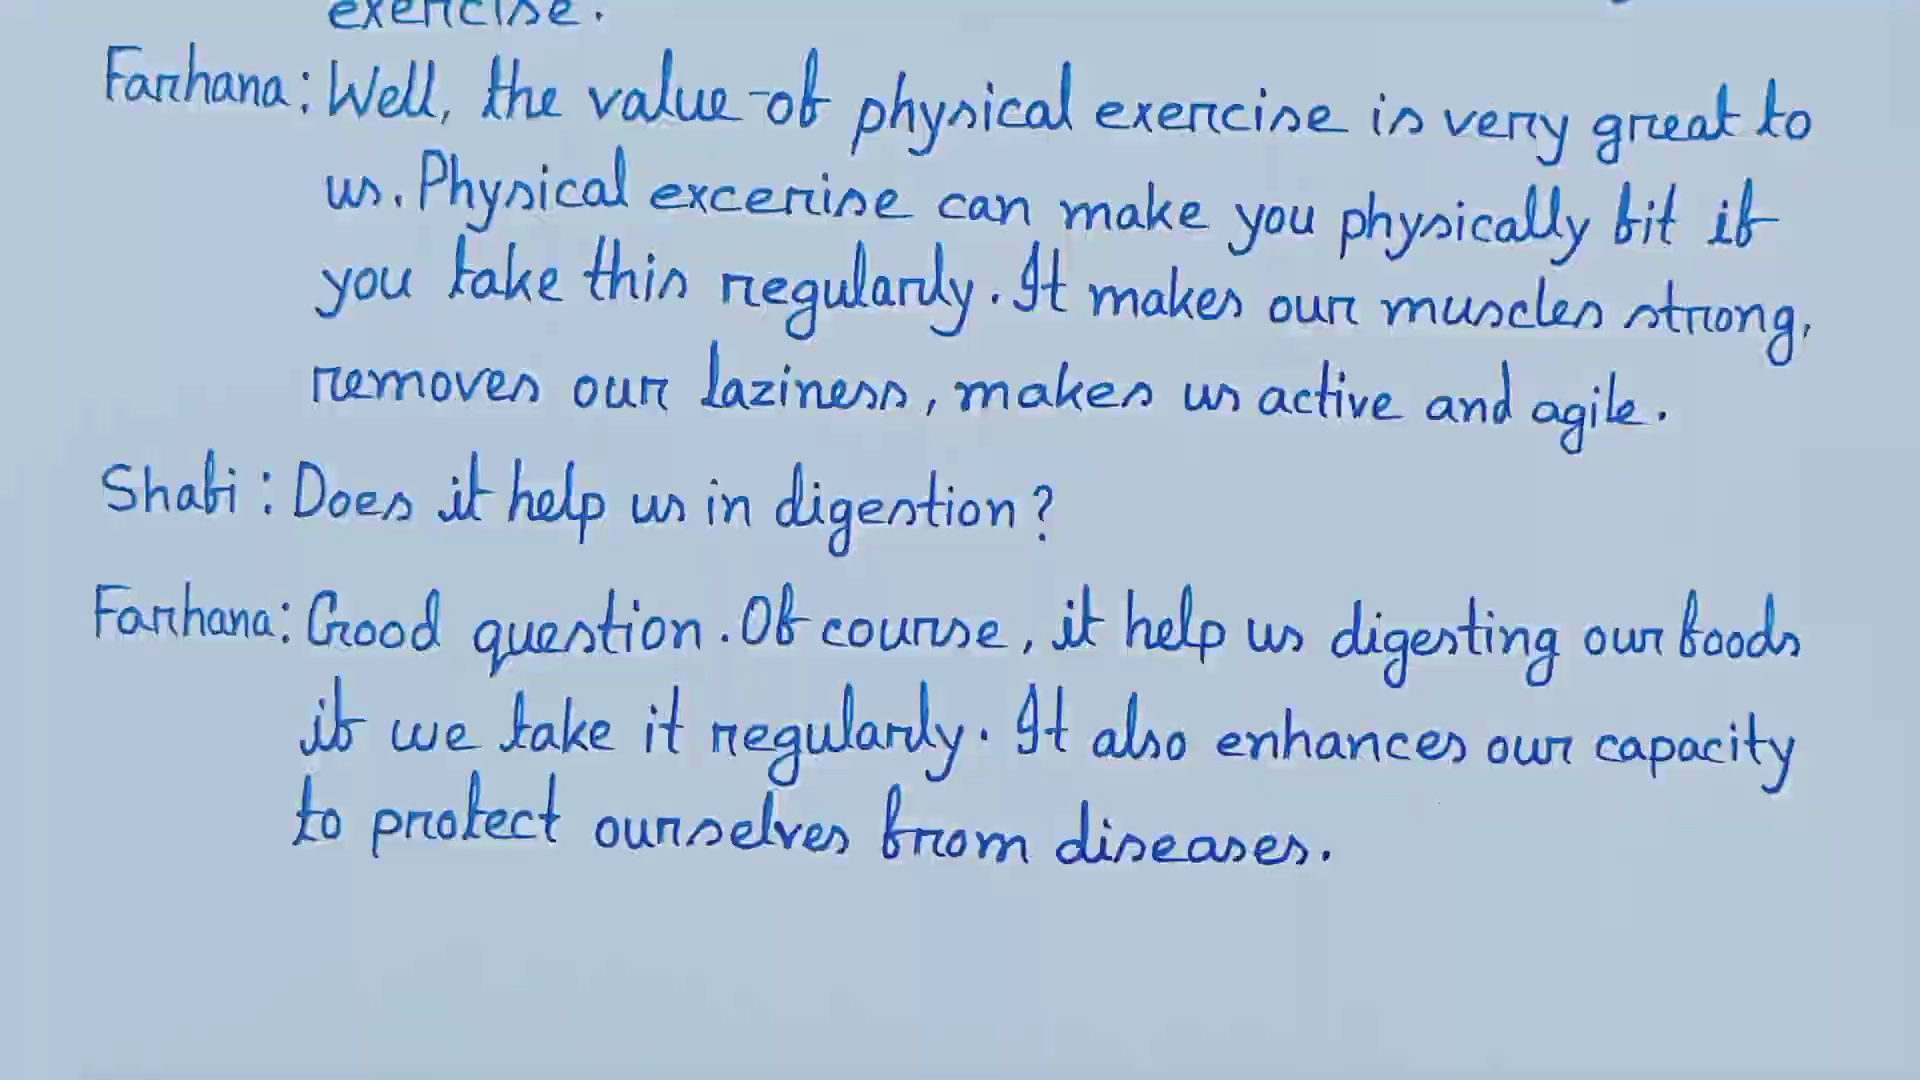 exercise.
Farhana: Well, the value of physical exercise is very great to
us. Physical excerise can make you physically fit if
you take this regularly. It makes our muscles strong,
removes our laziness, makes us active and agile.
Shabi: Does it help us in digestion?
Farhana: Good question. Of course, it help us digesting our foods
if we take it regularly. It also enhances our capacity
to protect ourselves from diseases.